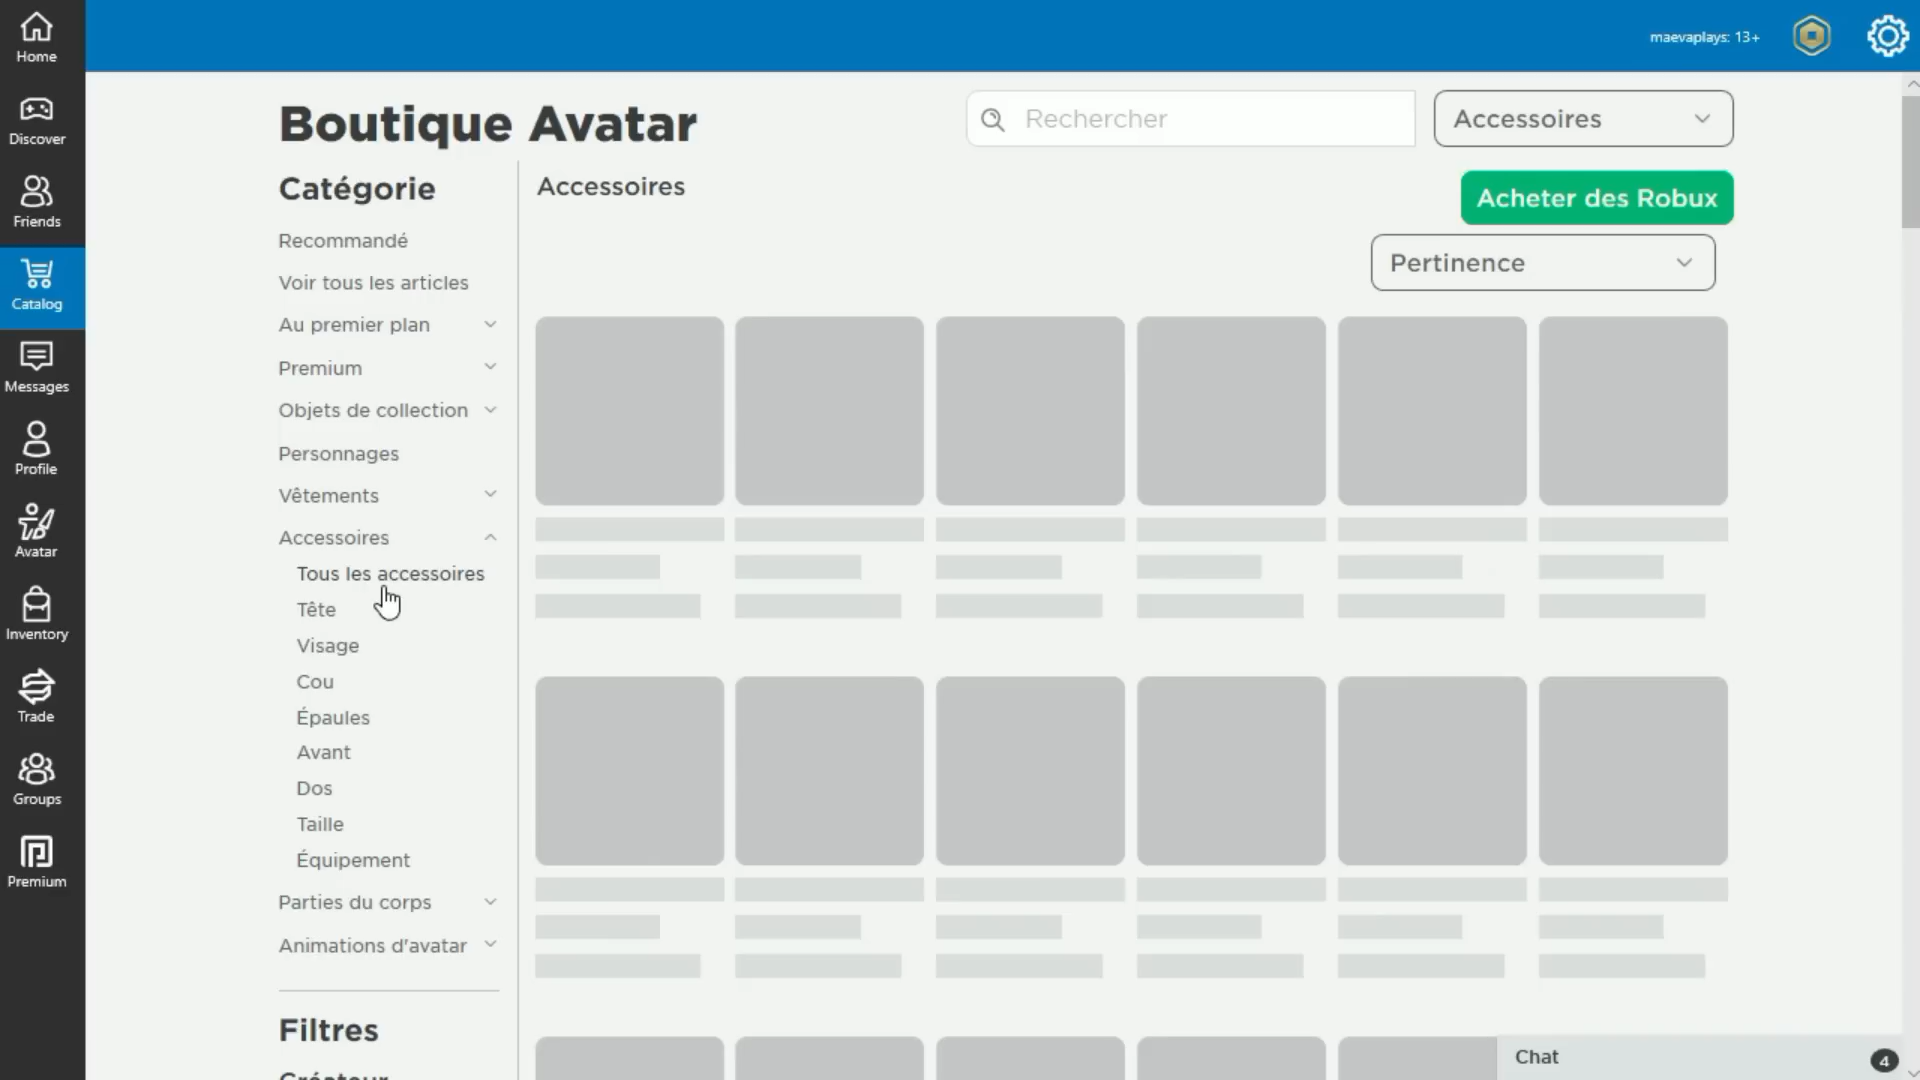 Home
Discover
Friends
Catalog
Messages
Profile
Avatar
Inventory
Trade
Groups
Premium
maevaplays: 13+
Boutique Avatar
Rechercher
Accessoires
Catégorie
Recommandé
Voir tous les articles
Au premier plan
Premium
Objets de collection
Personnages
Vêtements
Accessoires
Tous les accessoires
Tête
Visage
Cou
Épaules
Avant
Dos
Taille
Équipement
Parties du corps
Animations d'avatar
Filtres
Créateur
Accessoires
Acheter des Robux
Pertinence
Chat
4